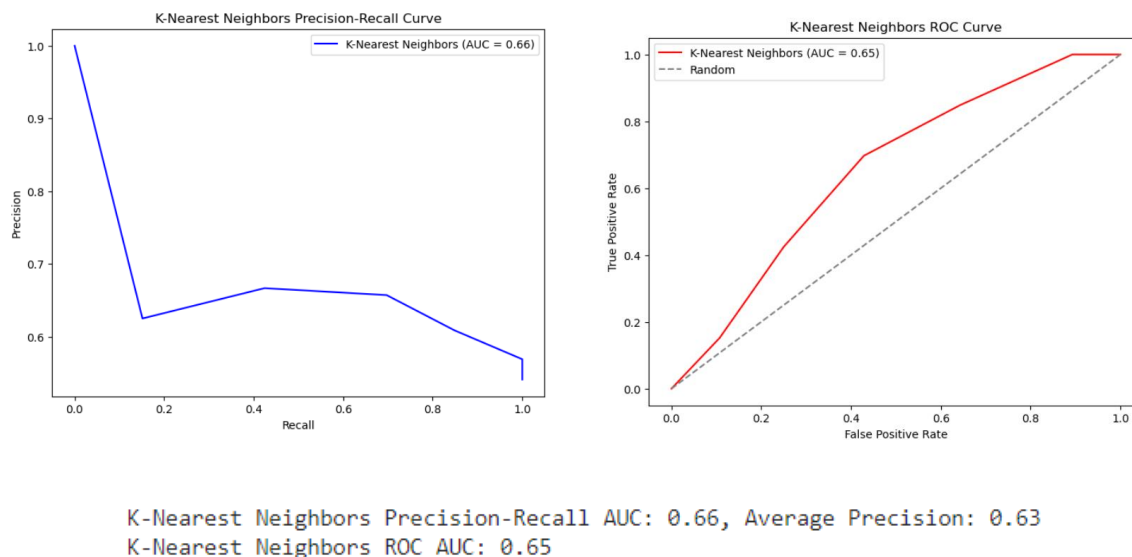 K-Nearest Neighbors Precision-Recall Curve
K-Nearest Neighbors (AUC = 0.66)
1.0
0.9
0.8
0.7
0.6
Precision
0.0 0.2 0.4 0.6 0.8 1.0
Recall
K-Nearest Neighbors ROC Curve
K-Nearest Neighbors (AUC = 0.65)
Random
1.0
0.8
0.6
0.4
0.2
0.0
True Positive Rate
0.0 0.2 0.4 0.6 0.8 1.0
False Positive Rate
K-Nearest Neighbors Precision-Recall AUC: 0.66, Average Precision: 0.63
K-Nearest Neighbors ROC AUC: 0.65